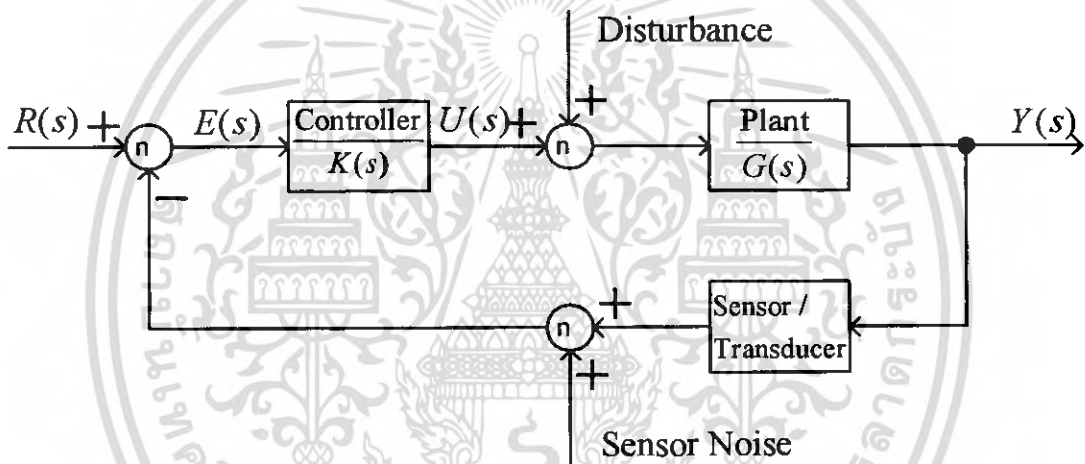 Disturbance
R(s) +
E(s)
Controller
K(s)
U(s)+
+
Plant
G(s)
Y(s)
n
n
−
Sensor /
Transducer
+
n
+
Sensor Noise